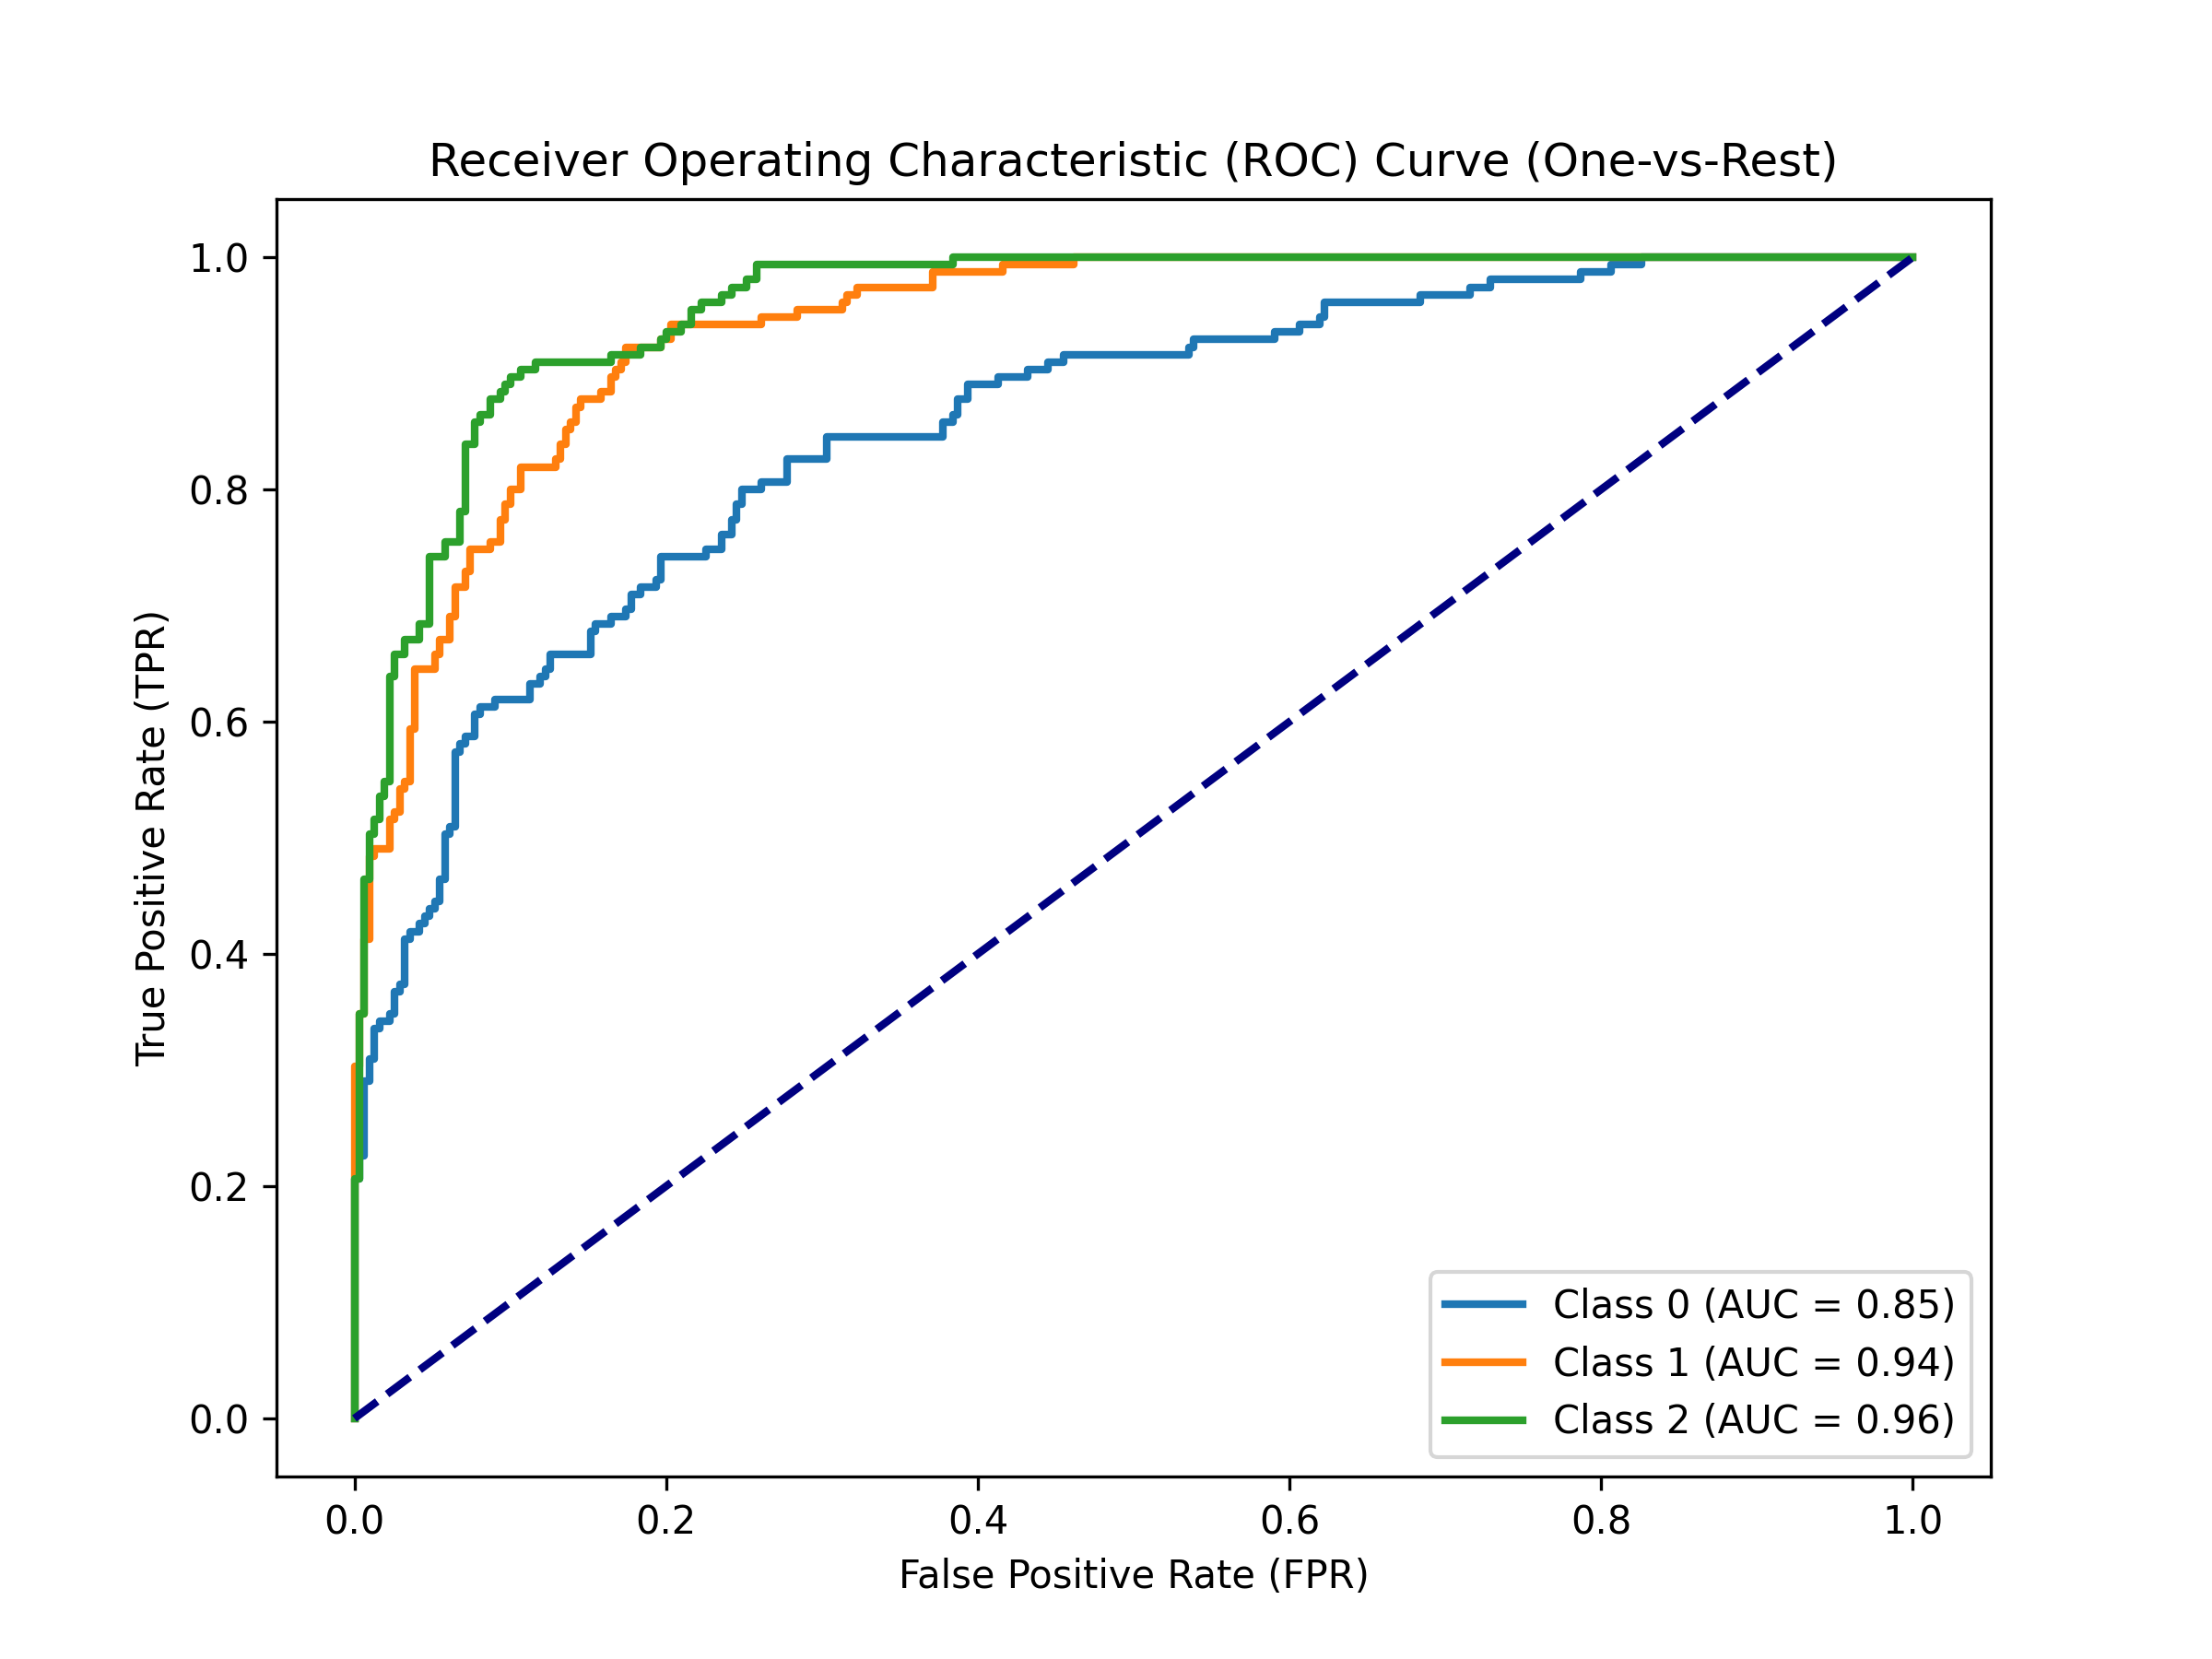 Receiver Operating Characteristic (ROC) Curve (One-vs-Rest)
1.0
0.8
0.6
0.4
0.2
0.0
True Positive Rate (TPR)
Class 0 (AUC = 0.85)
Class 1 (AUC = 0.94)
Class 2 (AUC = 0.96)
0.0 0.2 0.4 0.6 0.8 1.0
False Positive Rate (FPR)